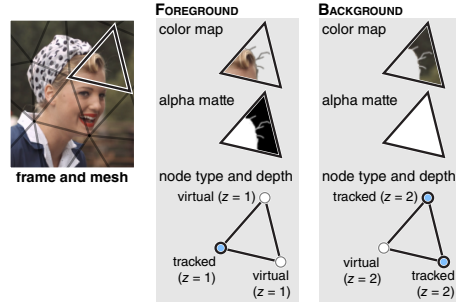 frame and mesh
FOREGROUND
color map
alpha matte
node type and depth
virtual (z = 1)
tracked
(z = 1)
virtual
(z = 1)
BACKGROUND
color map
alpha matte
node type and depth
tracked (z = 2)
virtual
(z = 2)
tracked
(z = 2)